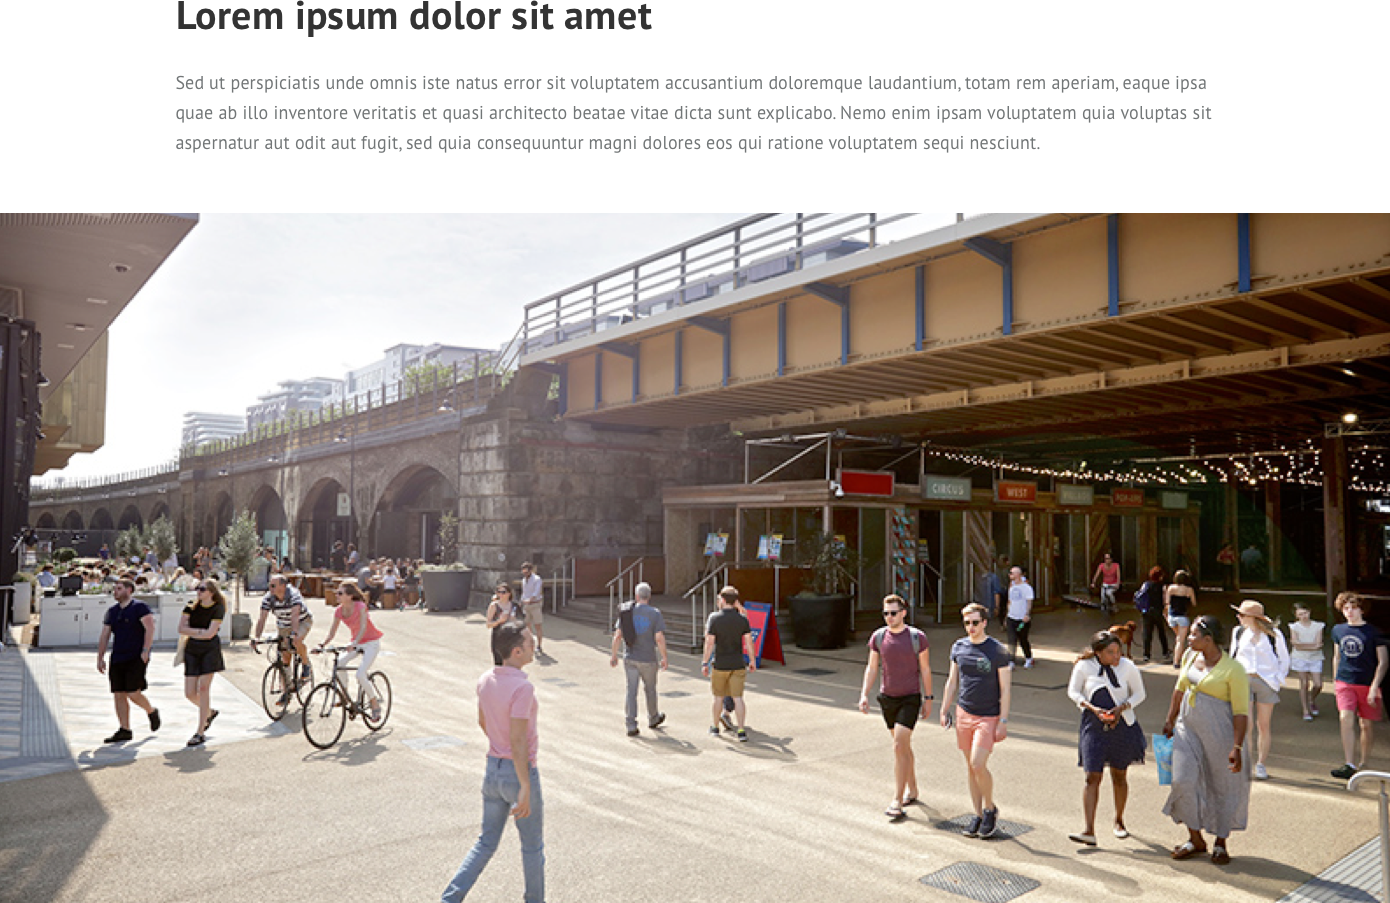 Lorem ipsum dolor sit amet
Sed ut perspiciatis unde omnis iste natus error sit voluptatem accusantium doloremque laudantium, totam rem aperiam, eaque ipsa
quae ab illo inventore veritatis et quasi architecto beatae vitae dicta sunt explicabo. Nemo enim ipsam voluptatem quia voluptas sit
aspernatur aut odit aut fugit, sed quia consequuntur magni dolores eos qui ratione voluptatem sequi nesciunt.
CIRCUS
WEST
VILLAGE
POP-UPS